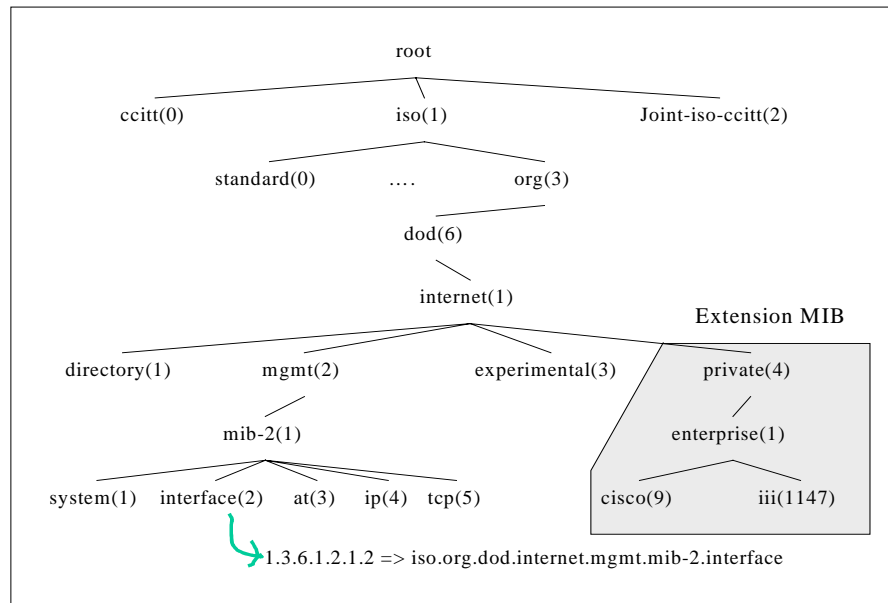 root
ccitt(0) iso(1) Joint-iso-ccitt(2)
standard(0) .... org(3)
dod(6)
internet(1)
Extension MIB
directory(1) mgmt(2) experimental(3) private(4)
mib-2(1) enterprise(1)
system(1) interface(2) at(3) ip(4) tcp(5) cisco(9) iii(1147)
1.3.6.1.2.1.2 => iso.org.dod.internet.mgmt.mib-2.interface